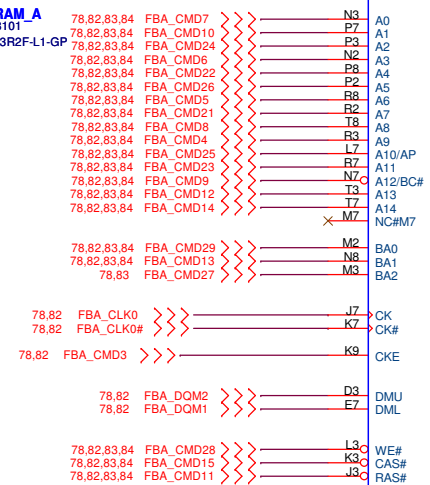 RAM_A
3101
3R2F-L1-GP
78,82,83,84 FBA_CMD7 N3 A0
78,82,83,84 FBA_CMD10 P7 A1
78,82,83,84 FBA_CMD24 P3 A2
78,82,83,84 FBA_CMD6 N2 A3
78,82,83,84 FBA_CMD22 P8 A4
78,82,83,84 FBA_CMD26 P2 A5
78,82,83,84 FBA_CMD5 R8 A6
78,82,83,84 FBA_CMD21 R2 A7
78,82,83,84 FBA_CMD8 T8 A8
78,82,83,84 FBA_CMD4 R3 A9
78,82,83,84 FBA_CMD25 L7 A10/AP
78,82,83,84 FBA_CMD23 R7 A11
78,82,83,84 FBA_CMD9 N7 A12/BC#
78,82,83,84 FBA_CMD12 T3 A13
78,82,83,84 FBA_CMD14 T7 A14
M7 NC#M7
78,82,83,84 FBA_CMD29 M2 BA0
78,82,83,84 FBA_CMD13 N8 BA1
78,83 FBA_CMD27 M3 BA2
78,82 FBA_CLK0 J7 CK
78,82 FBA_CLK0# K7 CK#
78,82 FBA_CMD3 K9 CKE
78,82 FBA_DQM2 D3 DMU
78,82 FBA_DQM1 E7 DML
78,82,83,84 FBA_CMD28 L3 WE#
78,82,83,84 FBA_CMD15 K3 CAS#
78,82,83,84 FBA_CMD11 J3 RAS#